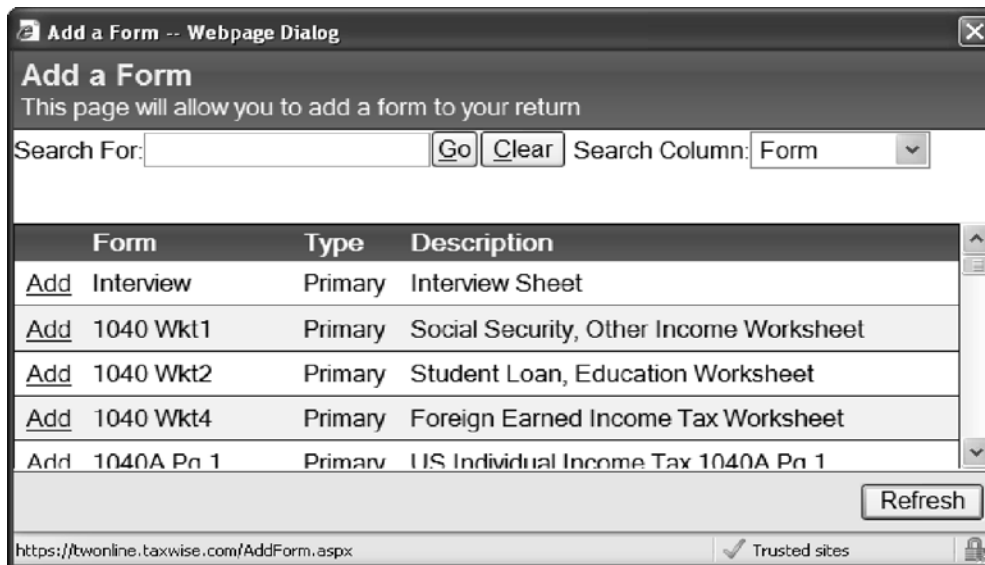 Add a Form -- Webpage Dialog
Add a Form
This page will allow you to add a form to your return
Search For: Go Clear Search Column: Form
Form Type Description
Add Interview Primary Interview Sheet
Add 1040 Wkt1 Primary Social Security, Other Income Worksheet
Add 1040 Wkt2 Primary Student Loan, Education Worksheet
Add 1040 Wkt4 Primary Foreign Earned Income Tax Worksheet
Add 1040A Pg 1 Primary US Individual Income Tax 1040A Pg 1
Refresh
https://twonline.taxwise.com/AddForm.aspx Trusted sites